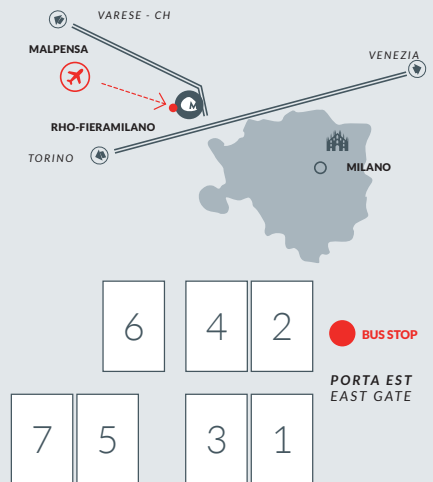 VARESE - CH
MALPENSA
VENEZIA
M
RHO-FIERAMILANO
TORINO
MILANO
6 4 2
BUS STOP
PORTA EST
EAST GATE
7 5 3 1